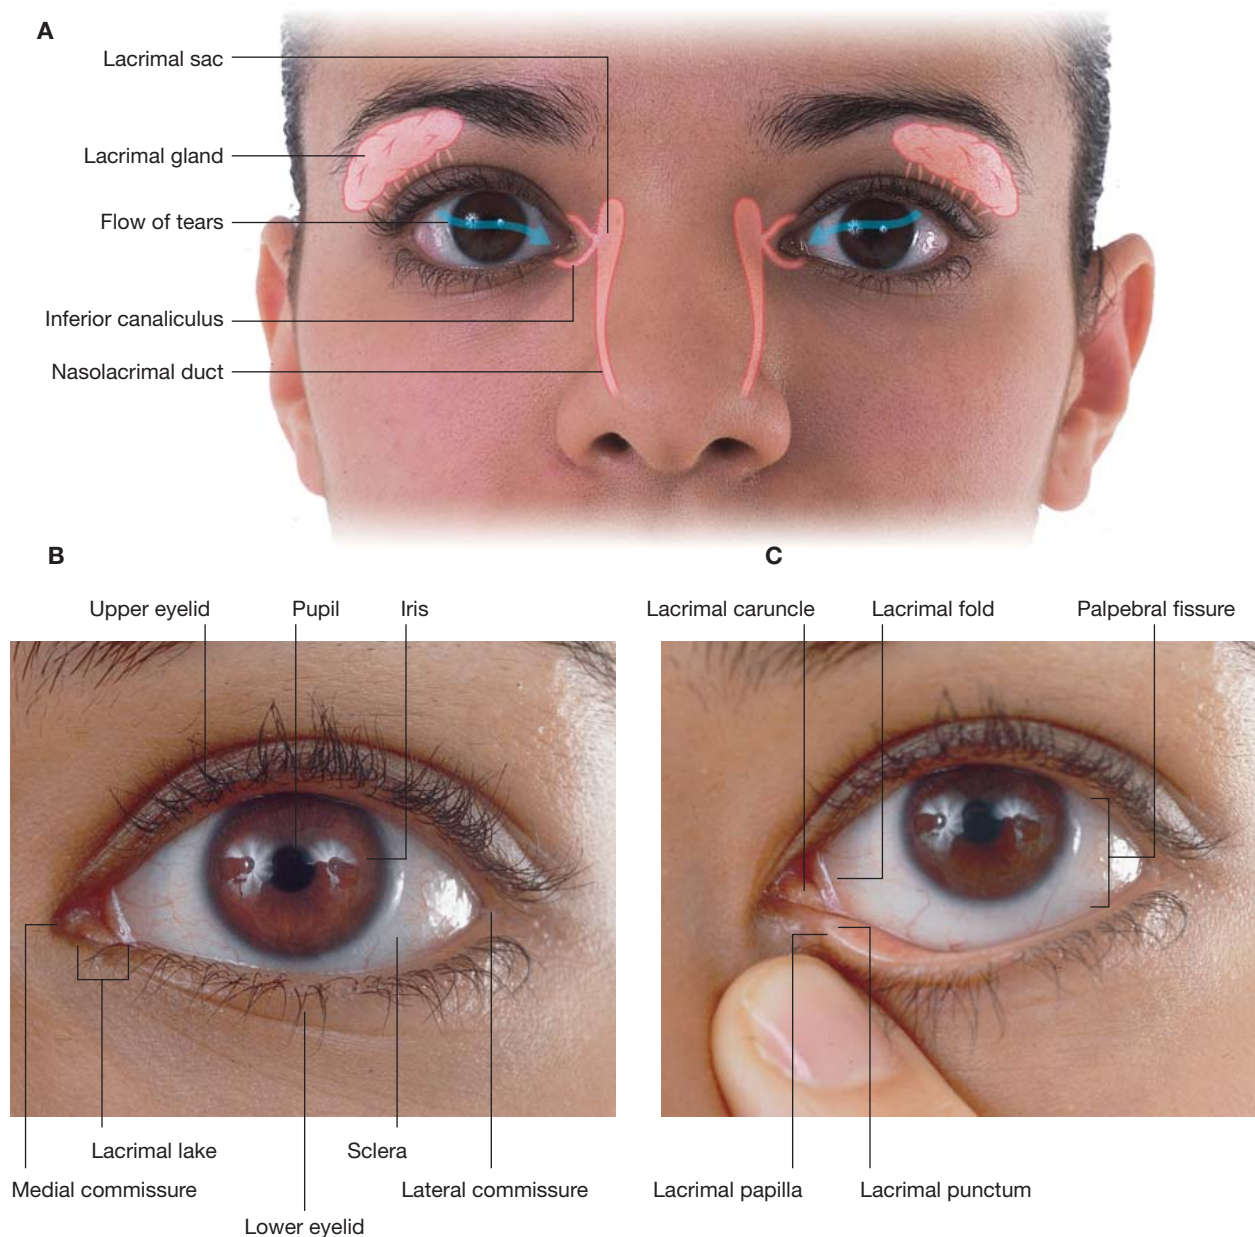 A
Lacrimal sac
Lacrimal gland
Flow of tears
Inferior canaliculus
Nasolacrimal duct
B
Upper eyelid
Pupil
Iris
Medial commissure
Lacrimal lake
Lower eyelid
Sclera
Lateral commissure
C
Lacrimal caruncle
Lacrimal fold
Palpebral fissure
Lacrimal papilla
Lacrimal punctum